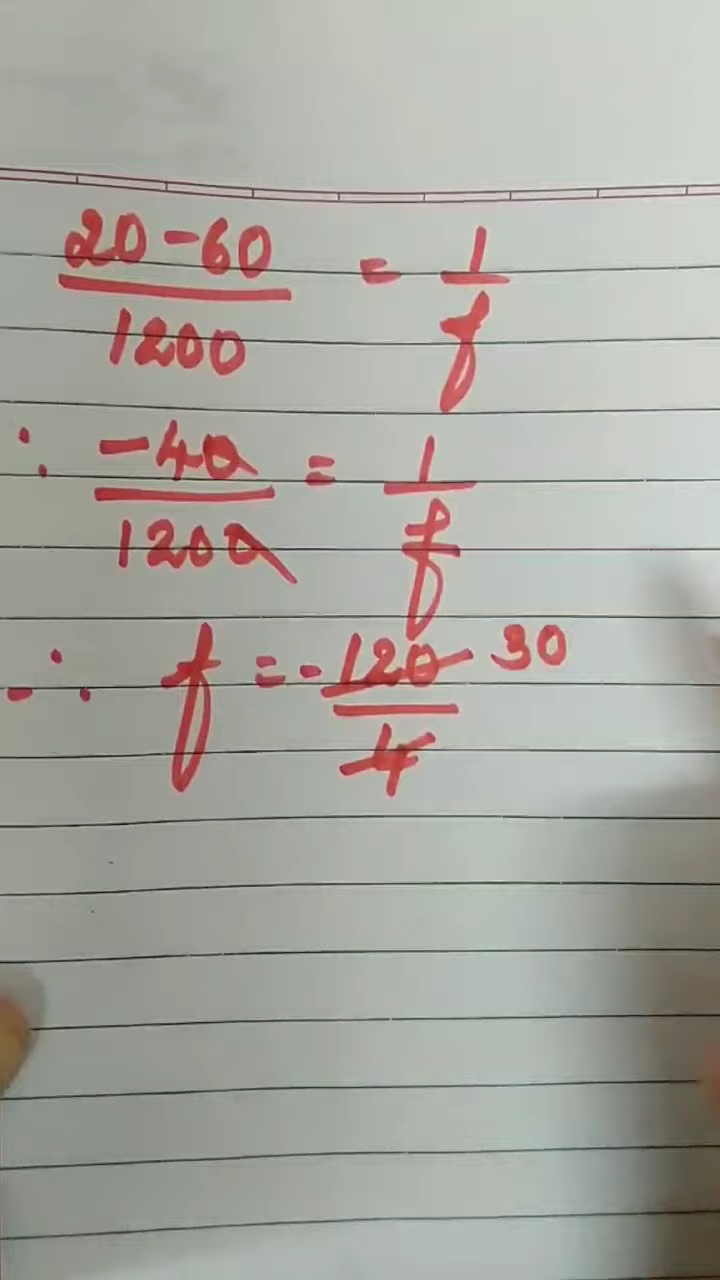 20-60 = 1
1200 f
∴ -40 = 1
1200 f
∴ f = -120 30
4